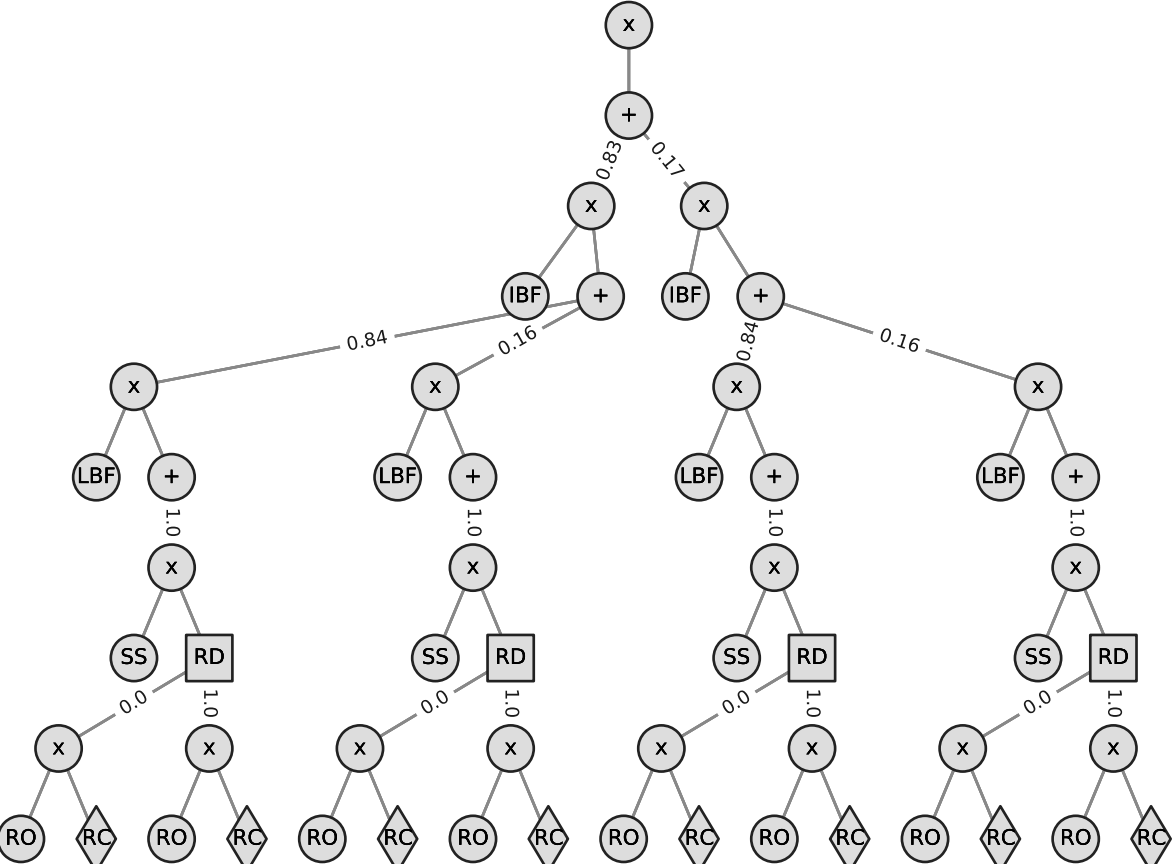 x
+
0.83 0.17
x x
IBF + IBF +
0.84 0.16 0.84 0.16
x x x x
LBF + LBF + LBF + LBF +
1.0 1.0 1.0 1.0
x x x x
SS RD SS RD SS RD SS RD
0.0 1.0 0.0 1.0 0.0 1.0 0.0 1.0
x x x x x x x x
RO RC RO RC RO RC RO RC RO RC RO RC RO RC RO RC